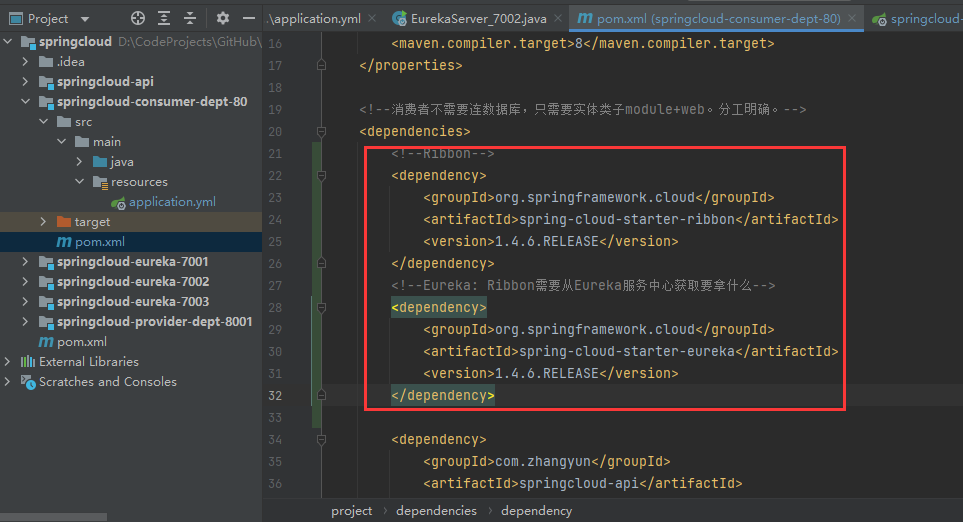 Project
.\application.yml
EurekaServer_7002.java
pom.xml (springcloud-consumer-dept-80)
springcloud-
springcloud D:\CodeProjects\GitHub\
.idea
springcloud-api
springcloud-consumer-dept-80
src
main
java
resources
application.yml
target
pom.xml
springcloud-eureka-7001
springcloud-eureka-7002
springcloud-eureka-7003
springcloud-provider-dept-8001
pom.xml
External Libraries
Scratches and Consoles
16 <maven.compiler.target>8</maven.compiler.target>
17 </properties>
18
19 <!--消费者不需要连数据库，只需要实体类子module+web。分工明确。-->
20 <dependencies>
21 <!--Ribbon-->
22 <dependency>
23 <groupId>org.springframework.cloud</groupId>
24 <artifactId>spring-cloud-starter-ribbon</artifactId>
25 <version>1.4.6.RELEASE</version>
26 </dependency>
27 <!--Eureka: Ribbon需要从Eureka服务中心获取要拿什么-->
28 <dependency>
29 <groupId>org.springframework.cloud</groupId>
30 <artifactId>spring-cloud-starter-eureka</artifactId>
31 <version>1.4.6.RELEASE</version>
32 </dependency>
33
34 <dependency>
35 <groupId>com.zhangyun</groupId>
36 <artifactId>springcloud-api</artifactId>
project › dependencies › dependency